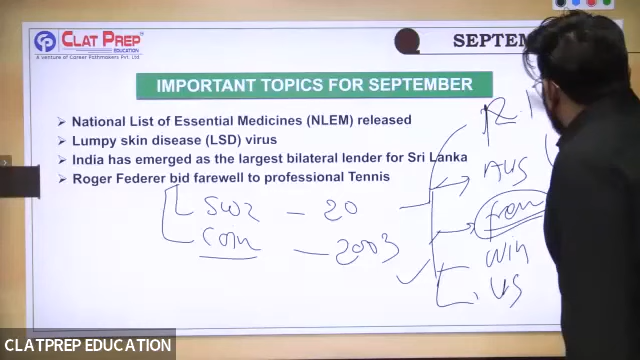 CP CLAT PREP
EDUCATION
A venture of Career Pathmakers Pvt. Ltd
SEPTEM
IMPORTANT TOPICS FOR SEPTEMBER
➤ National List of Essential Medicines (NLEM) released
➤ Lumpy skin disease (LSD) virus
➤ India has emerged as the largest bilateral lender for Sri Lanka
➤ Roger Federer bid farewell to professional Tennis
R.
AUS
Swz – 20
Fren
2003
Win
US
CLATPREP EDUCATION